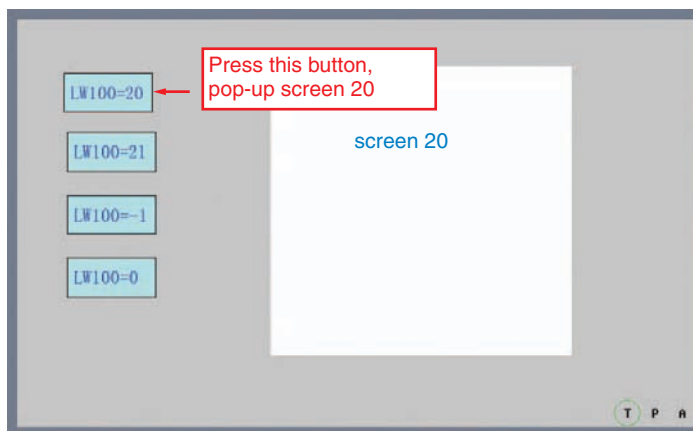 Press this button,
pop-up screen 20
LW100=20
screen 20
LW100=21
LW100=-1
LW100=0
T P A